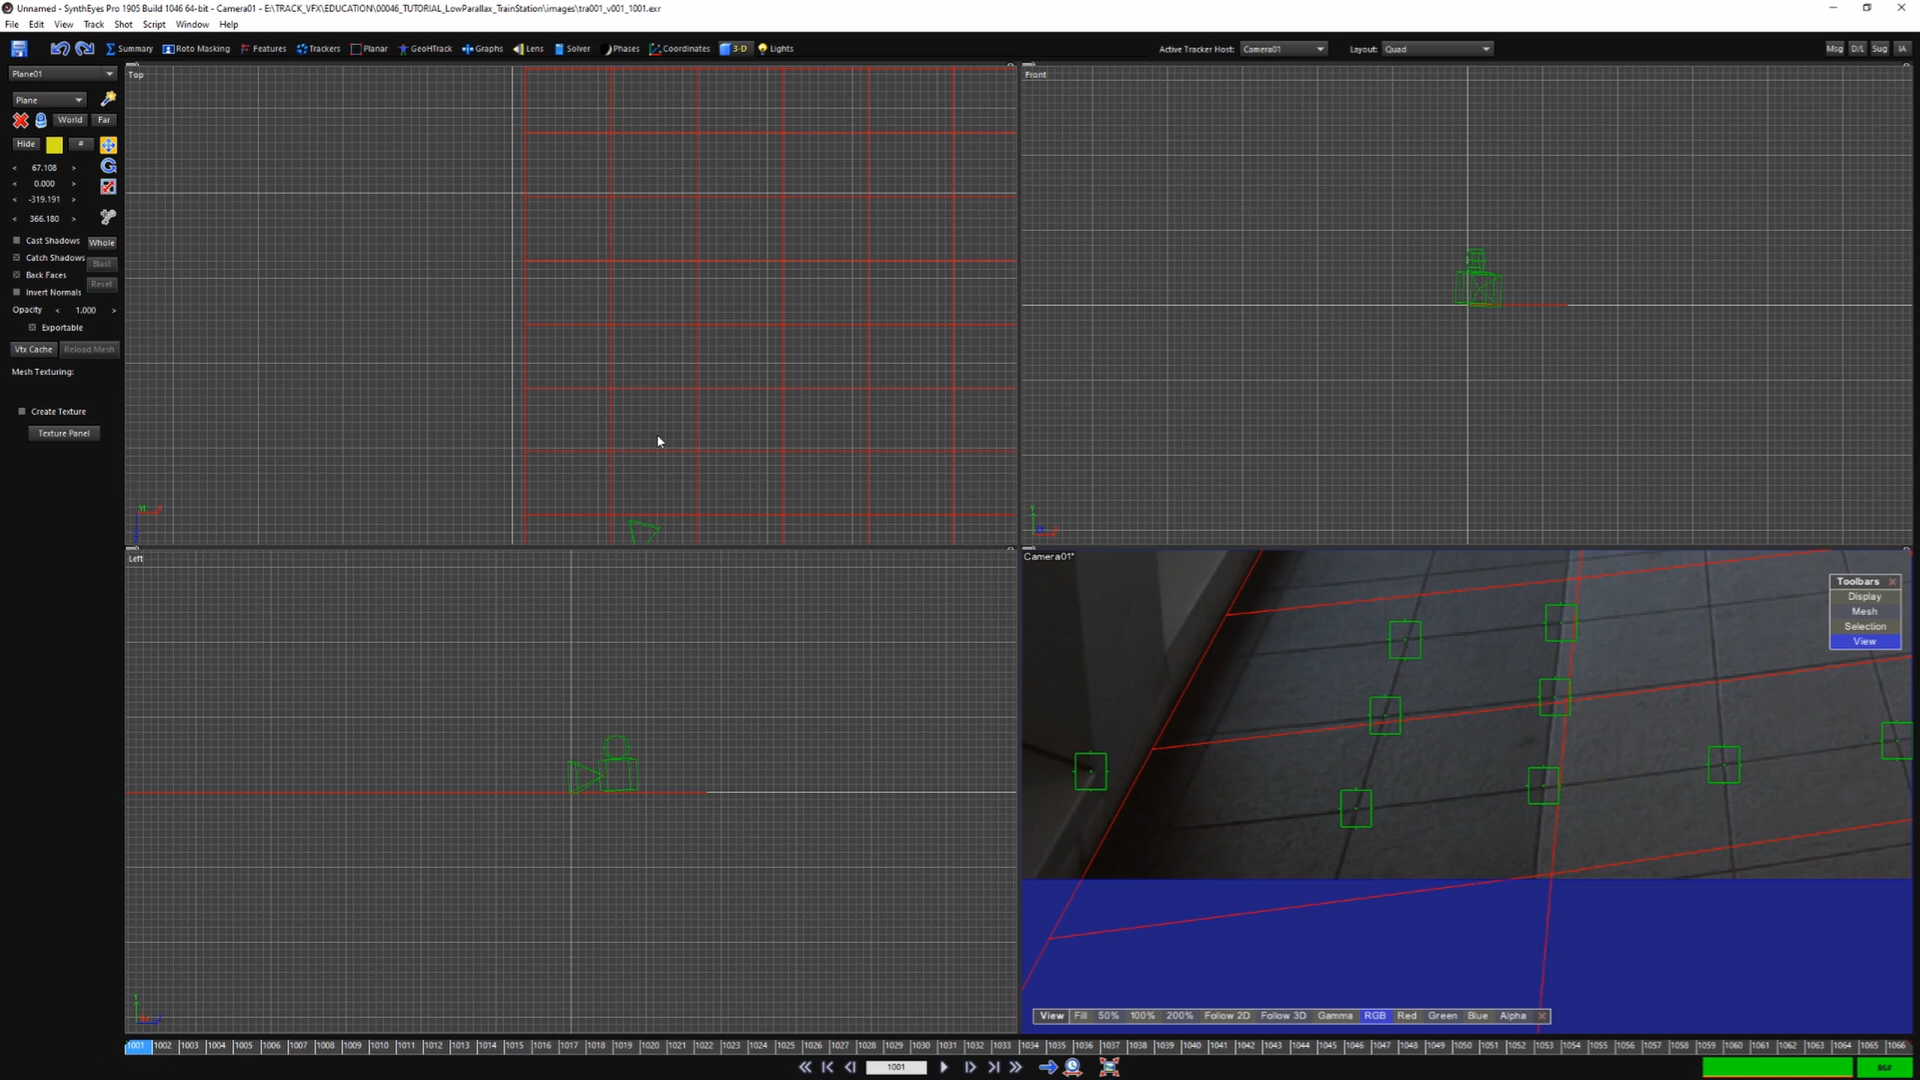 Unnamed - SynthEyes Pro 1905 Build 1046 64-bit - Camera01 - E:\TRACK_VFX\EDUCATION\00046_TUTORIAL_LowParallax_TrainStation\images\tra001_v001_1001.exr
File Edit View Track Shot Script Window Help
Summary Roto Masking Features Trackers Planar GeoHTrack Graphs Lens Solver Phases Coordinates 3-D Lights Active Tracker Host: Camera01 Layout: Quad Msg D/L Sug IA
Plane01
Plane
World Far
Hide #
< 67.108 >
< 0.000 >
< -319.191 >
< 366.180 >
Cast Shadows Whole
Catch Shadows Blast
Back Faces Reset
Invert Normals
Opacity < 1.000 >
Exportable
Vtx Cache Reload Mesh
Mesh Texturing:
Create Texture
Texture Panel
Top
Front
Left
Camera01*
Toolbars ×
Display
Mesh
Selection
View
View Fill 50% 100% 200% Follow 2D Follow 3D Gamma RGB Red Green Blue Alpha ×
1001 1002 1003 1004 1005 1006 1007 1008 1009 1010 1011 1012 1013 1014 1015 1016 1017 1018 1019 1020 1021 1022 1023 1024 1025 1026 1027 1028 1029 1030 1031 1032 1033 1034 1035 1036 1037 1038 1039 1040 1041 1042 1043 1044 1045 1046 1047 1048 1049 1050 1051 1052 1053 1054 1055 1056 1057 1058 1059 1060 1061 1062 1063 1064 1065 1066
1001